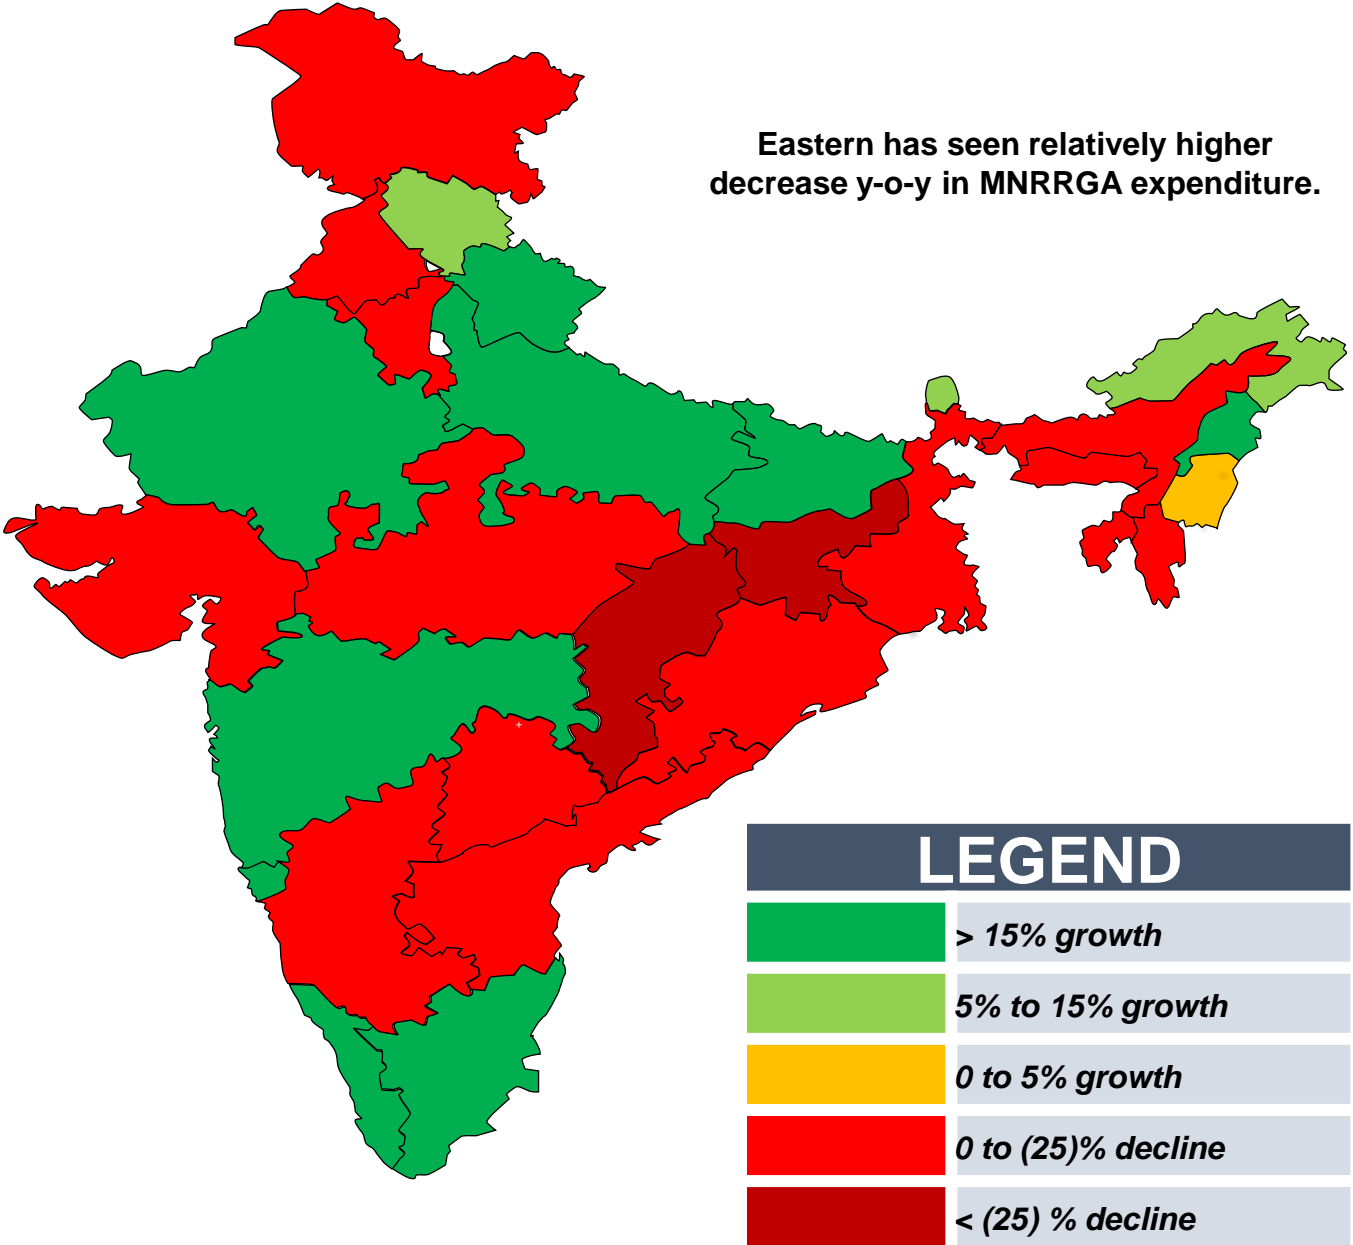 Eastern has seen relatively higher
decrease y-o-y in MNRRGA expenditure.
LEGEND
> 15% growth
5% to 15% growth
0 to 5% growth
0 to (25)% decline
< (25) % decline